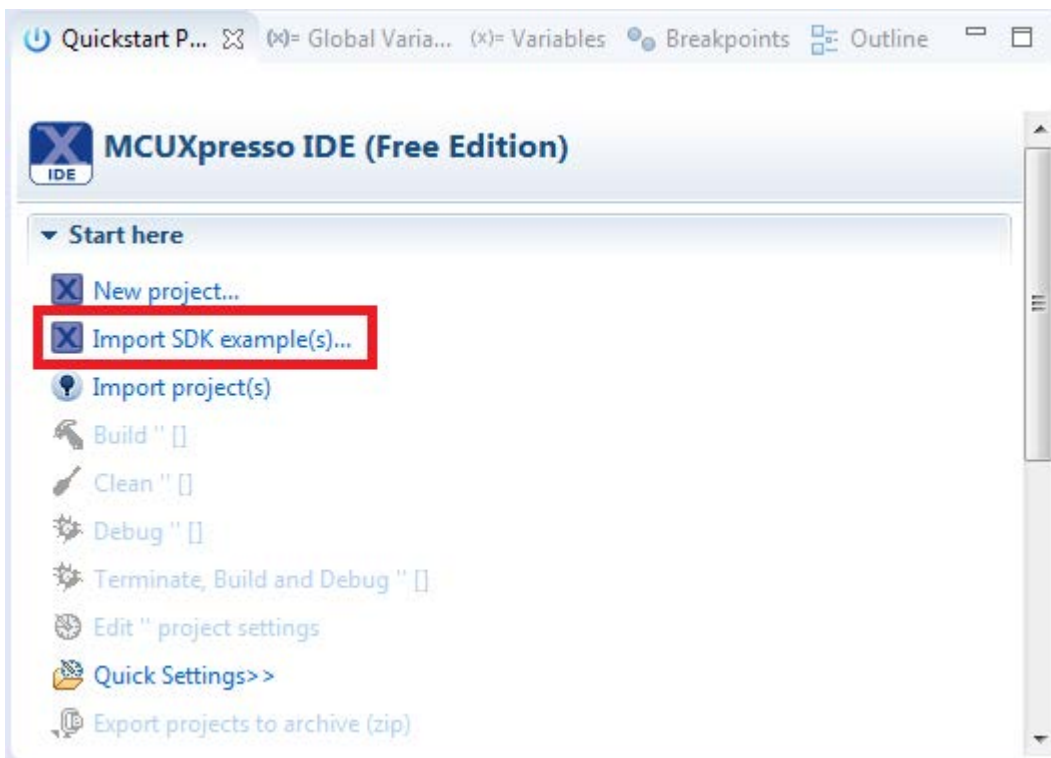 Quickstart P... (x)= Global Varia... (x)= Variables Breakpoints Outline
IDE MCUXpresso IDE (Free Edition)
Start here
New project...
Import SDK example(s)...
Import project(s)
Build '' []
Clean '' []
Debug '' []
Terminate, Build and Debug '' []
Edit '' project settings
Quick Settings>>
Export projects to archive (zip)